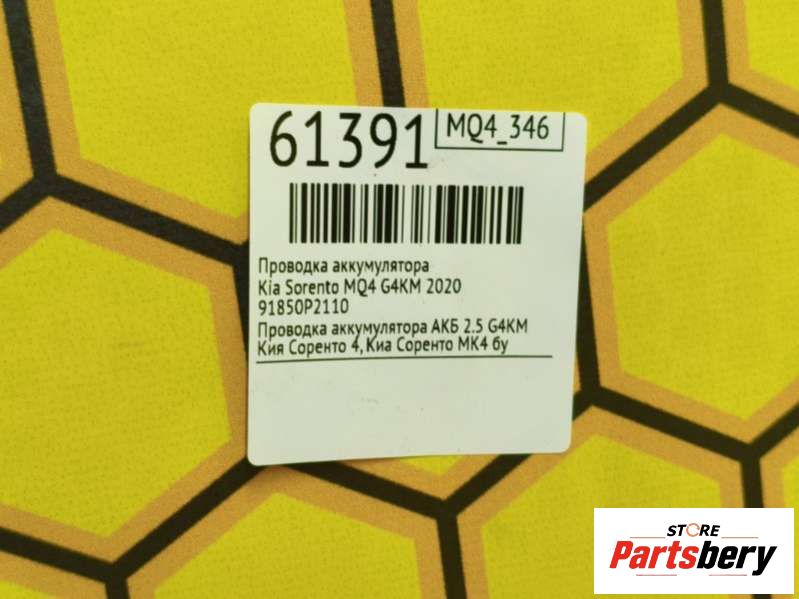 61391
MQ4_346
Проводка аккумулятора
Kia Sorento MQ4 G4KM 2020
91850P2110
Проводка аккумулятора АКБ 2.5 G4KM
Кия Соренто 4, Киа Соренто МК4 бу
STORE
Partsbery